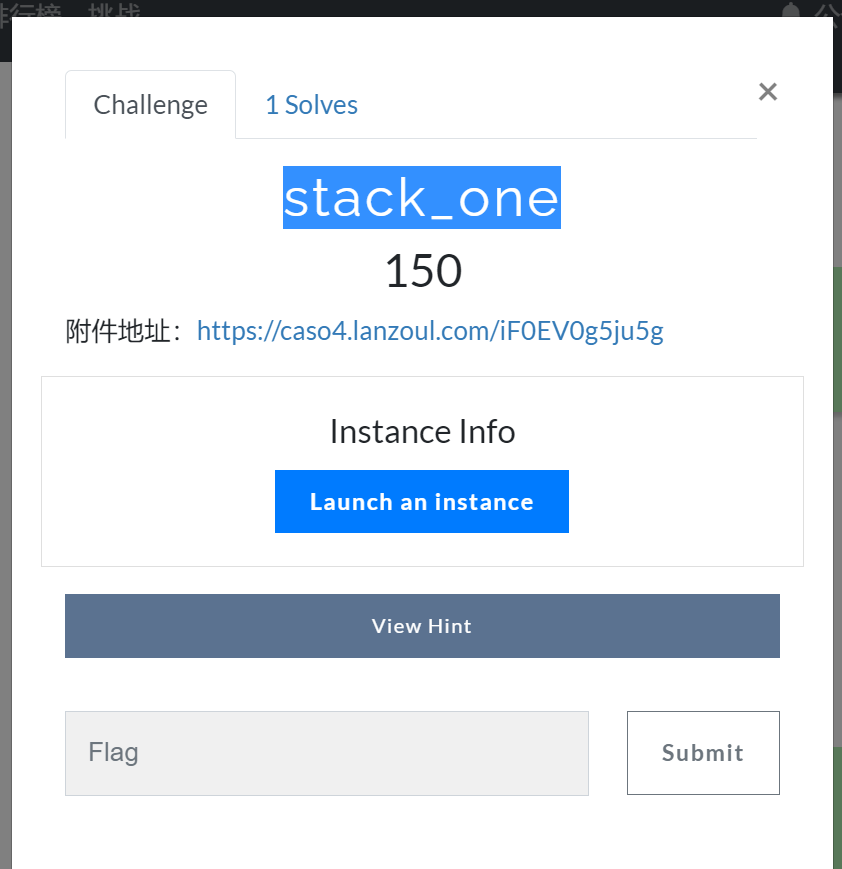 排行榜 挑战
Challenge
1 Solves
×
stack_one
150
附件地址：https://caso4.lanzoul.com/iF0EV0g5ju5g
Instance Info
Launch an instance
View Hint
Flag
Submit